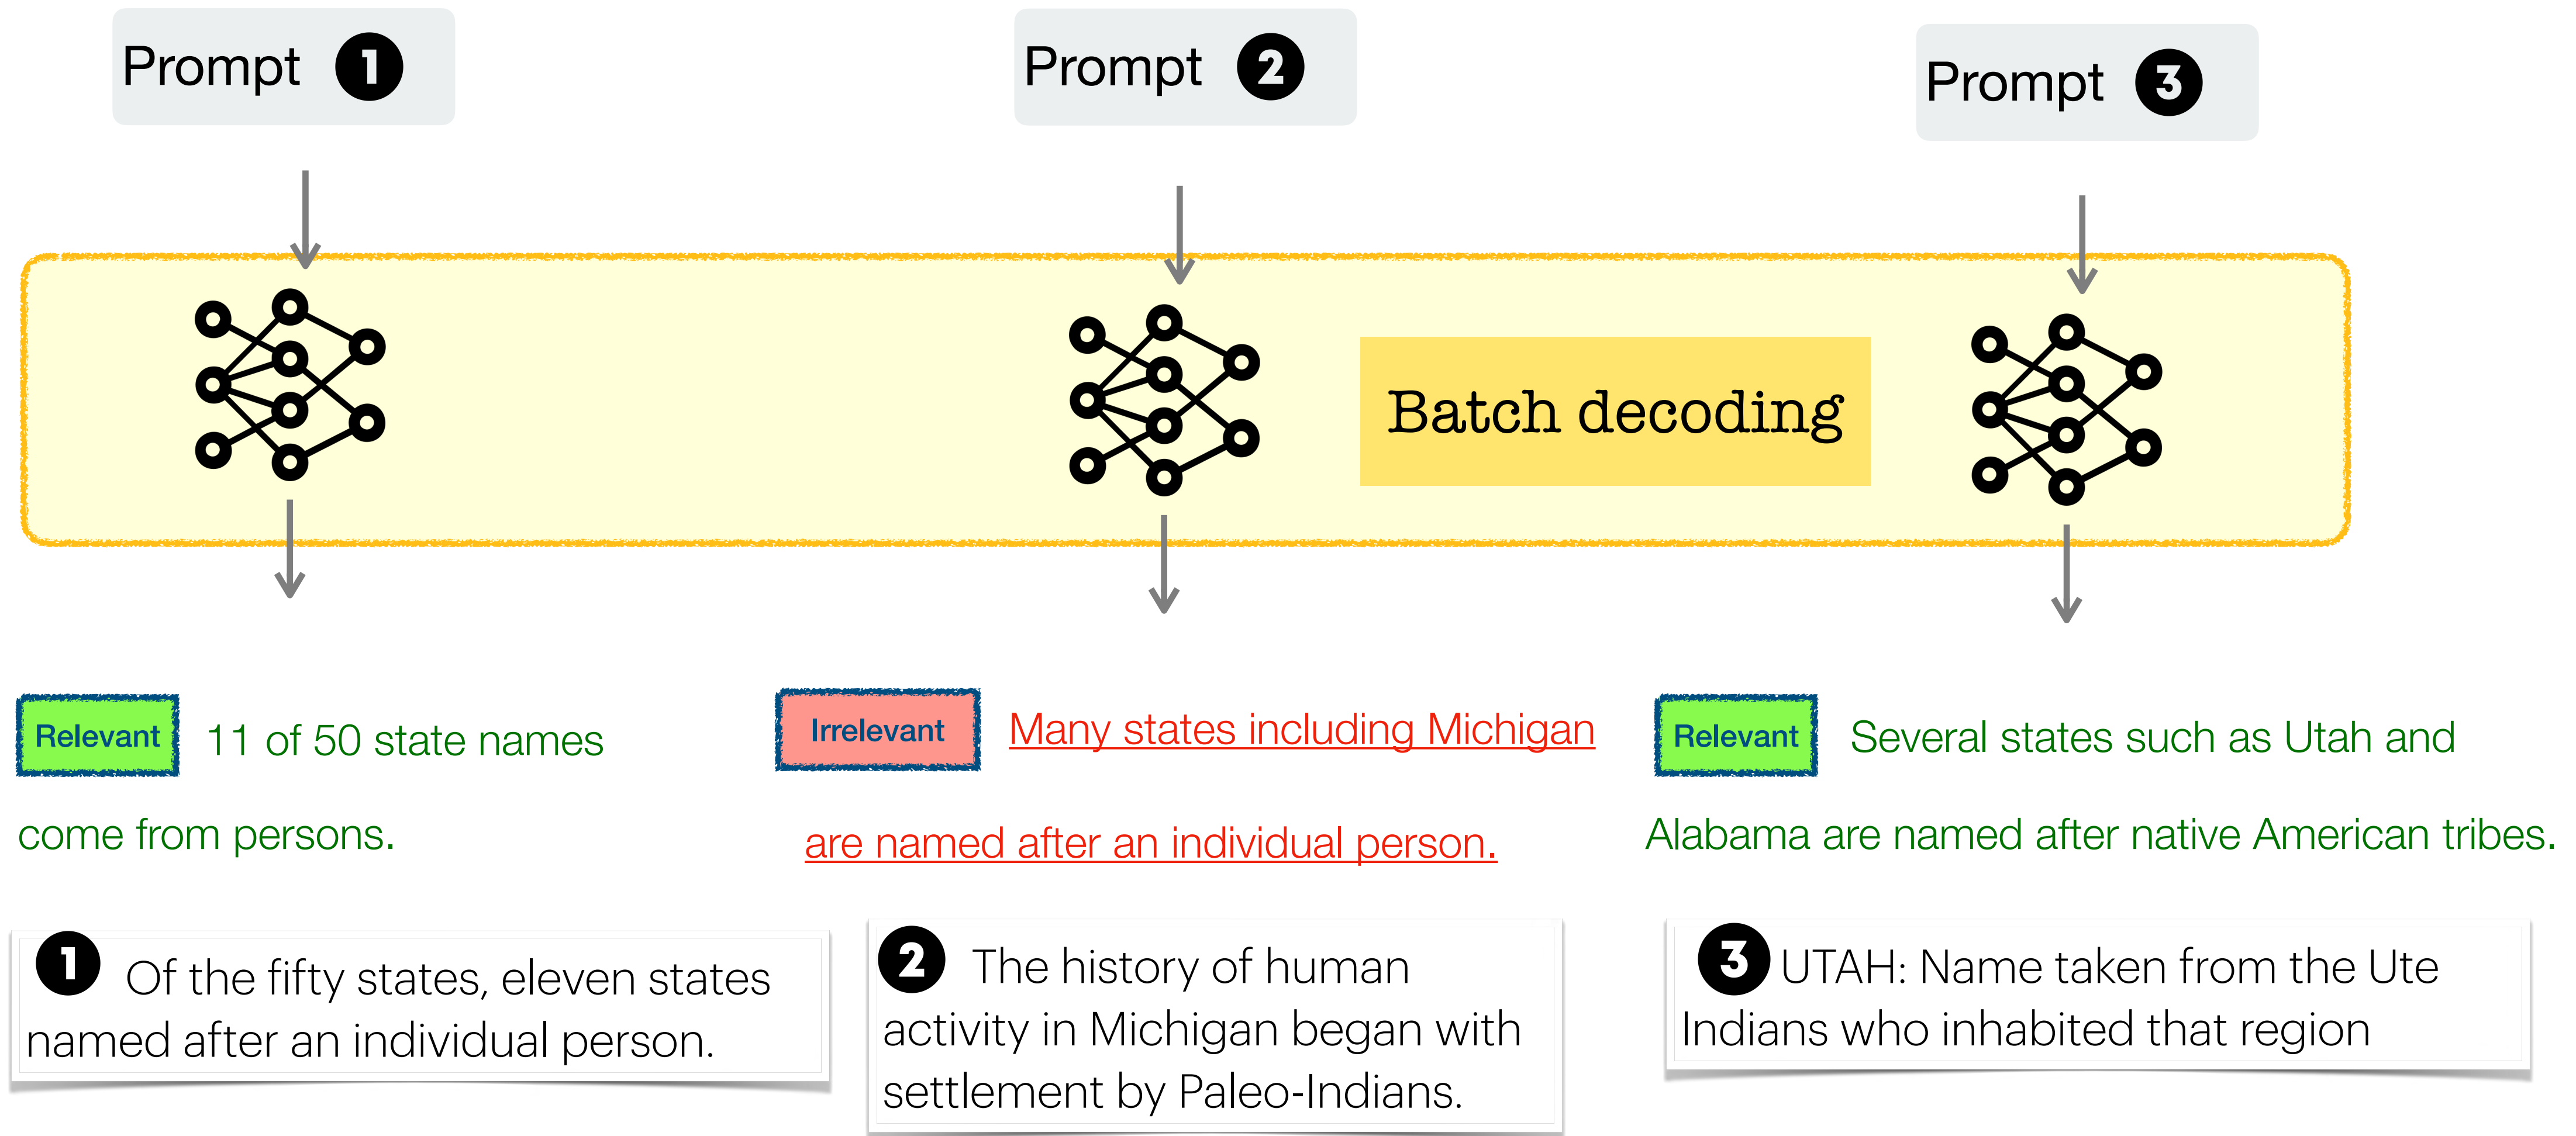 Prompt 1
Prompt 2
Prompt 3
Batch decoding
Relevant 11 of 50 state names
come from persons.
Irrelevant Many states including Michigan
are named after an individual person.
Relevant Several states such as Utah and
Alabama are named after native American tribes.
1 Of the fifty states, eleven states
named after an individual person.
2 The history of human
activity in Michigan began with
settlement by Paleo-Indians.
3 UTAH: Name taken from the Ute
Indians who inhabited that region